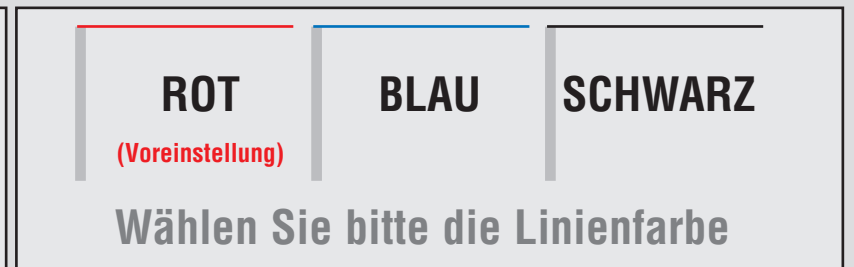 ROT BLAU SCHWARZ
(Voreinstellung)
Wählen Sie bitte die Linienfarbe